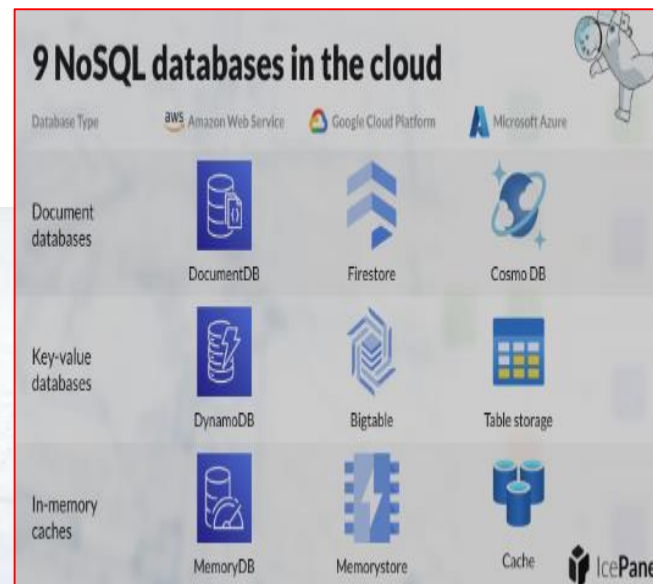 9 NoSQL databases in the cloud
Database Type
aws Amazon Web Service
Google Cloud Platform
Microsoft Azure
Document
databases
DocumentDB
Firestore
Cosmo DB
Key-value
databases
DynamoDB
Bigtable
Table storage
In-memory
caches
MemoryDB
Memorystore
Cache
IcePane